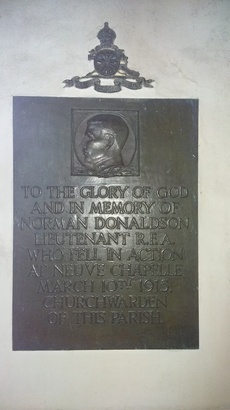 TO THE GLORY OF GOD
AND IN MEMORY OF
NORMAN DONALDSON
LIEUTENANT R.F.A.
WHO FELL IN ACTION
AT NEUVE CHAPELLE
MARCH 10TH 1915
CHURCHWARDEN
OF THIS PARISH